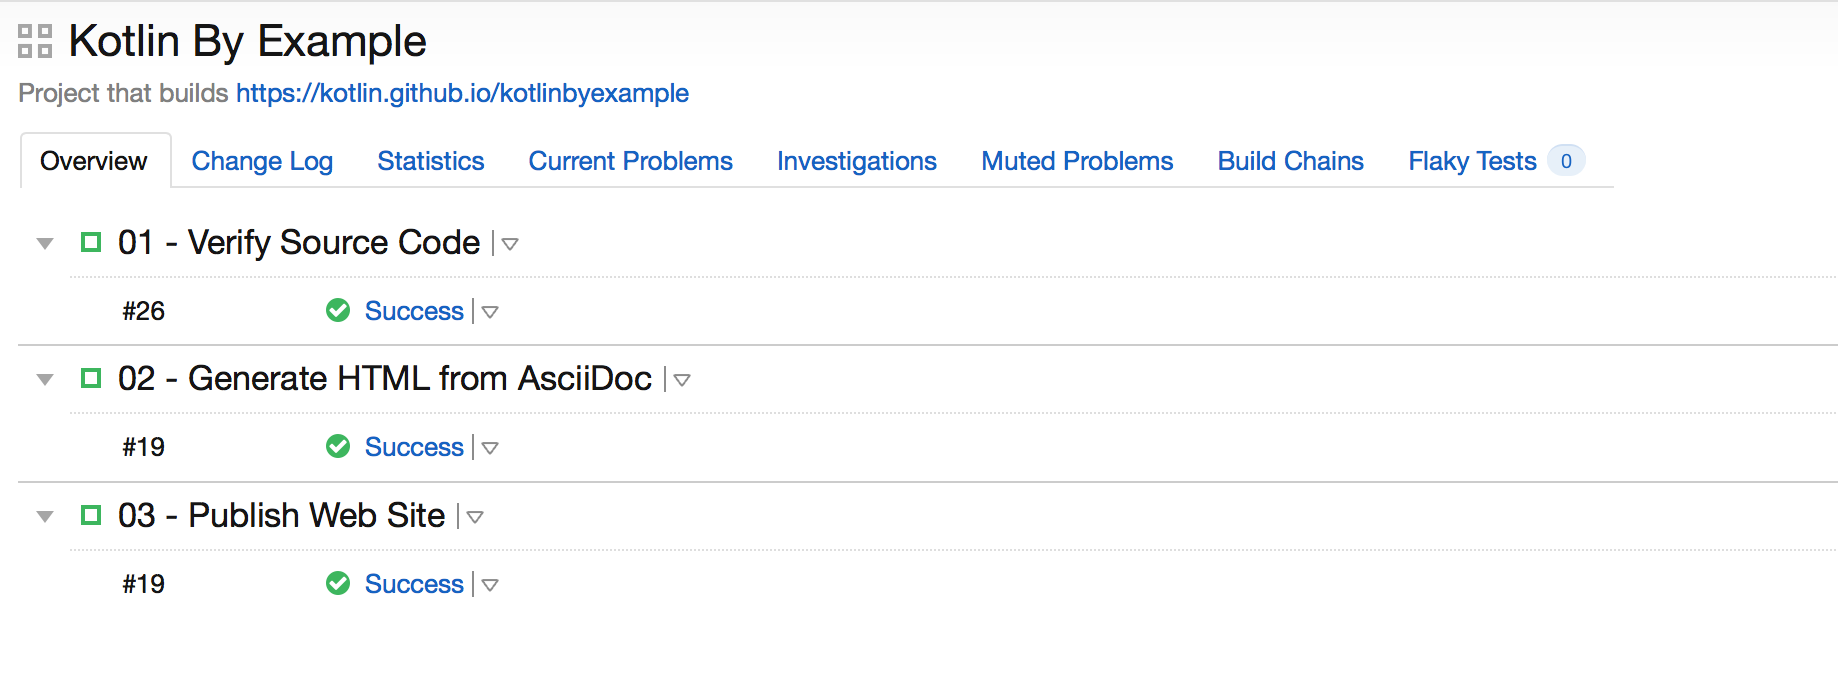 Kotlin By Example
Project that builds https://kotlin.github.io/kotlinbyexample
Overview Change Log Statistics Current Problems Investigations Muted Problems Build Chains Flaky Tests 0
01 - Verify Source Code
#26 Success
02 - Generate HTML from AsciiDoc
#19 Success
03 - Publish Web Site
#19 Success